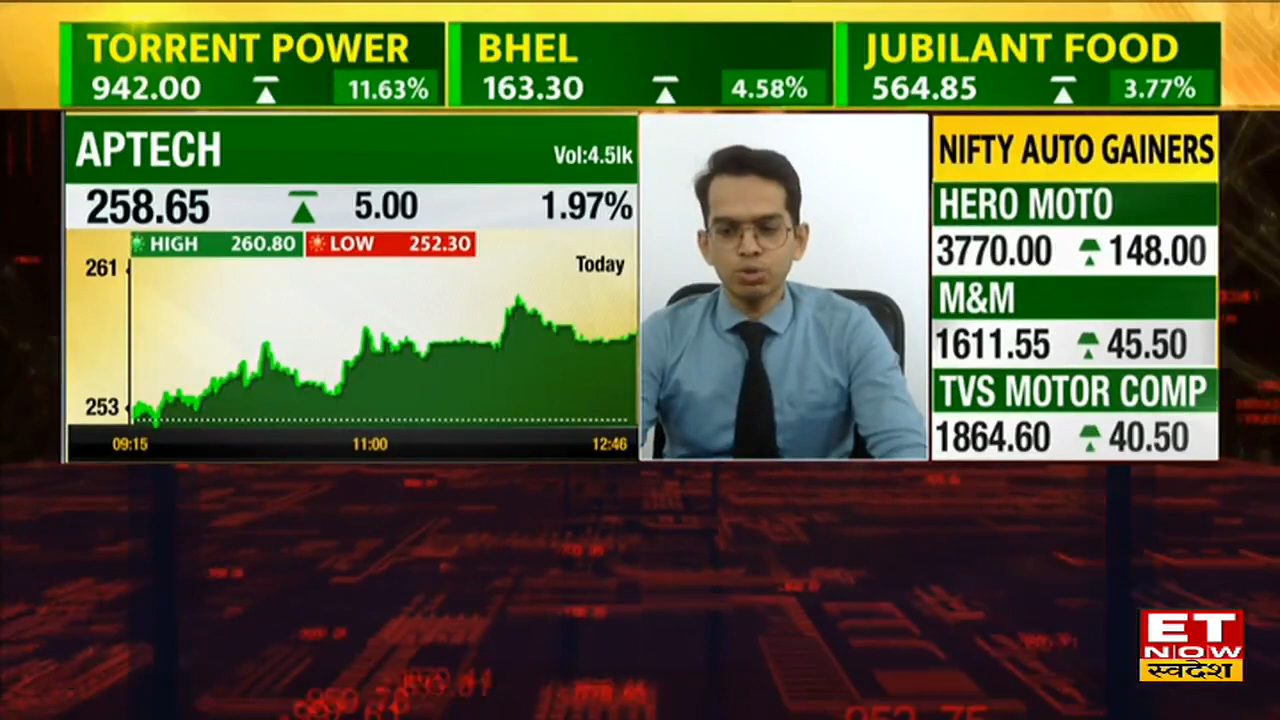 TORRENT POWER
942.00 11.63%
BHEL
163.30 4.58%
JUBILANT FOOD
564.85 3.77%
APTECH Vol:4.5lk
258.65 5.00 1.97%
HIGH 260.80 LOW 252.30
Today
261
253
09:15 11:00 12:46
NIFTY AUTO GAINERS
HERO MOTO
3770.00 148.00
M&M
1611.55 45.50
TVS MOTOR COMP
1864.60 40.50
ET
NOW
स्वदेश